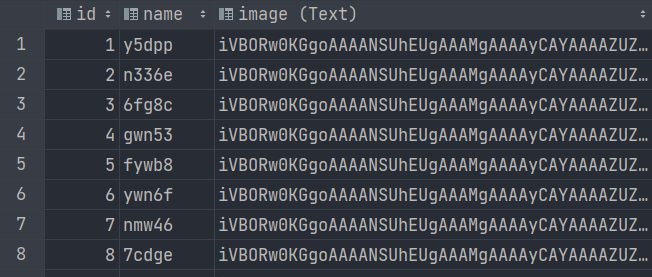 id name image (Text)
1 1 y5dpp iVBORw0KGgoAAAANSUhEUgAAAMgAAAAyCAYAAAAZUZ…
2 2 n336e iVBORw0KGgoAAAANSUhEUgAAAMgAAAAyCAYAAAAZUZ…
3 3 6fg8c iVBORw0KGgoAAAANSUhEUgAAAMgAAAAyCAYAAAAZUZ…
4 4 gwn53 iVBORw0KGgoAAAANSUhEUgAAAMgAAAAyCAYAAAAZUZ…
5 5 fywb8 iVBORw0KGgoAAAANSUhEUgAAAMgAAAAyCAYAAAAZUZ…
6 6 ywn6f iVBORw0KGgoAAAANSUhEUgAAAMgAAAAyCAYAAAAZUZ…
7 7 nmw46 iVBORw0KGgoAAAANSUhEUgAAAMgAAAAyCAYAAAAZUZ…
8 8 7cdge iVBORw0KGgoAAAANSUhEUgAAAMgAAAAyCAYAAAAZUZ…